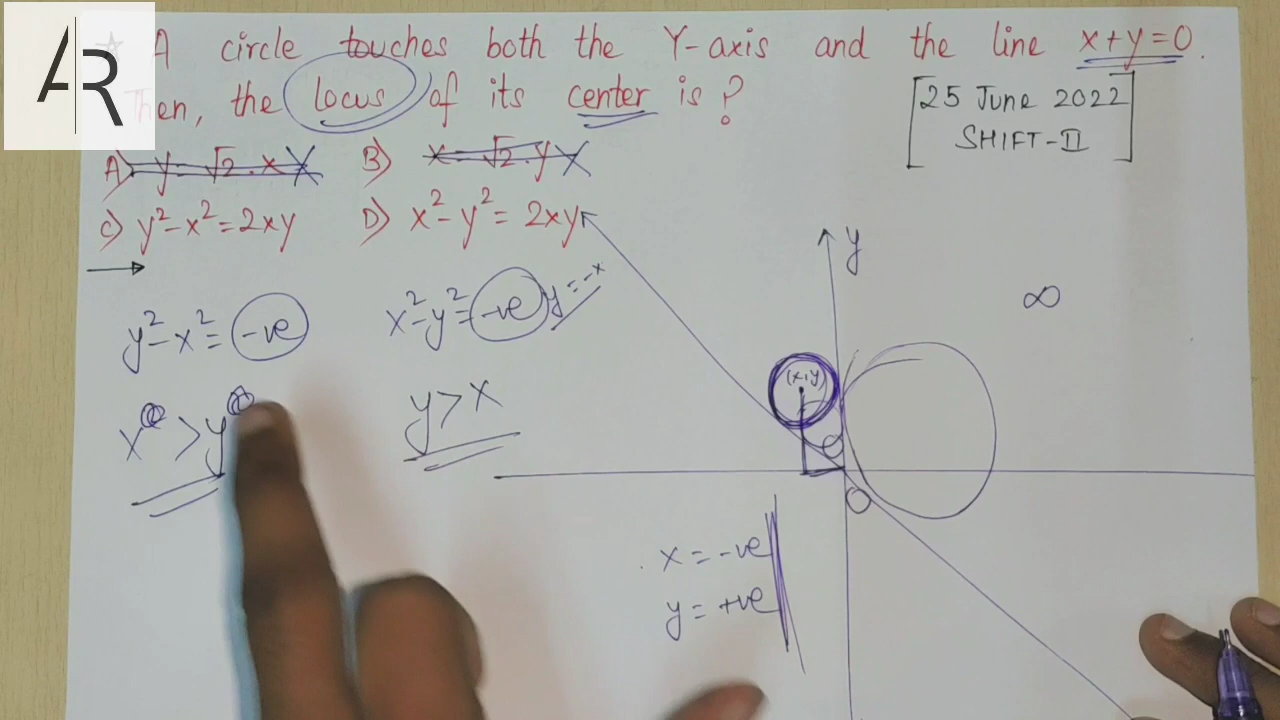 AR
☆ A circle touches both the Y-axis and the line x+y=0.
Then, the locus of its center is?
[25 June 2022
SHIFT-II]
A) y=√2.x X B) x=√2.y X
C) y²-x²=2xy D) x²-y²=2xy
y²-x²= -ve x²-y²= -ve y=-x
x² > y² y>x
y
∞
(x,y)
x = -ve
y = +ve